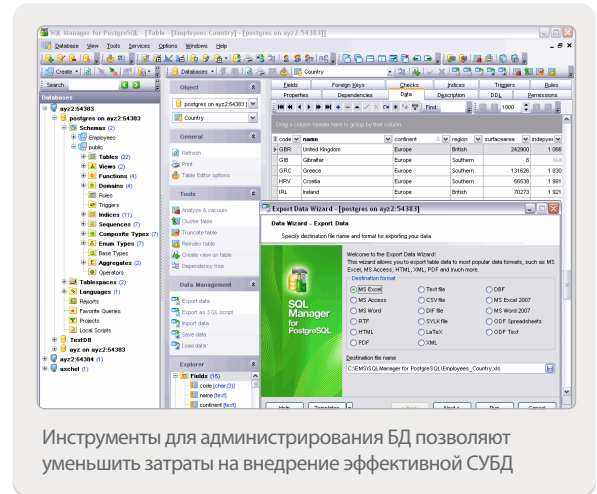 SQL Manager for PostgreSQL - [Table - [Employees.Country] - [postgres on ayz2:54383]]
Database View Tools Services Options Windows Help
Create
Databases
Country
Search:
Databases
ayz2:54383
postgres on ayz2:54383
Schemas (2)
Employees
public
Tables (22)
Views (2)
Functions (4)
Domains (4)
Rules
Triggers
Indices (11)
Sequences (7)
Composite Types (7)
Enum Types (7)
Base Types
Aggregates (2)
Operators
Tablespaces (2)
Languages (1)
Reports
Favorite Queries
Projects
Local Scripts
TextDB
ayz on ayz2:54383
ayz2:54384 (1)
aschel (1)
Object
postgres on ayz2:54383
Country
General
Refresh
Print
Table Editor options
Tools
Analyze & vacuum
Cluster table
Truncate table
Reindex table
Create view on table
Dependency tree
Data Management
Export data
Export as SQL script
Import data
Save data
Load data
Explorer
Fields (15)
code [char(3)]
name [text]
continent [text]
Fields Foreign Keys Checks Indices Triggers Rules
Properties Dependencies Data Description DDL Permissions
Find: 1000
Drag a column header here to group by that column
code name continent region surfacearea indepyear
GBR United Kingdom Europe British 242900 1 066
GIB Gibraltar Europe Southern 6 Null
GRC Greece Europe Southern 131626 1 830
HRV Croatia Europe Southern 56538 1 991
IRL Ireland Europe British 70273 1 921
Export Data Wizard - [postgres on ayz2:54383]
Data Wizard - Export Data
Specify destination file name and format for exporting your data
SQL
Manager
for
PostgreSQL
Welcome to the Export Data Wizard!
This wizard allows you to export table data to most popular data formats, such as MS
Excel, MS Access, HTML, XML, PDF and much more.
Destination format
MS Excel Text file DBF
MS Access CSV file MS Excel 2007
MS Word DIF file MS Word 2007
RTF SYLK file ODF Spreadsheets
HTML LaTeX ODF Text
PDF XML
Destination file name
C:\EMS\SQLManager for PostgreSQL\Employees_Country.xls
Help Templates Next Run Cancel
Инструменты для администрирования БД позволяют
уменьшить затраты на внедрение эффективной СУБД